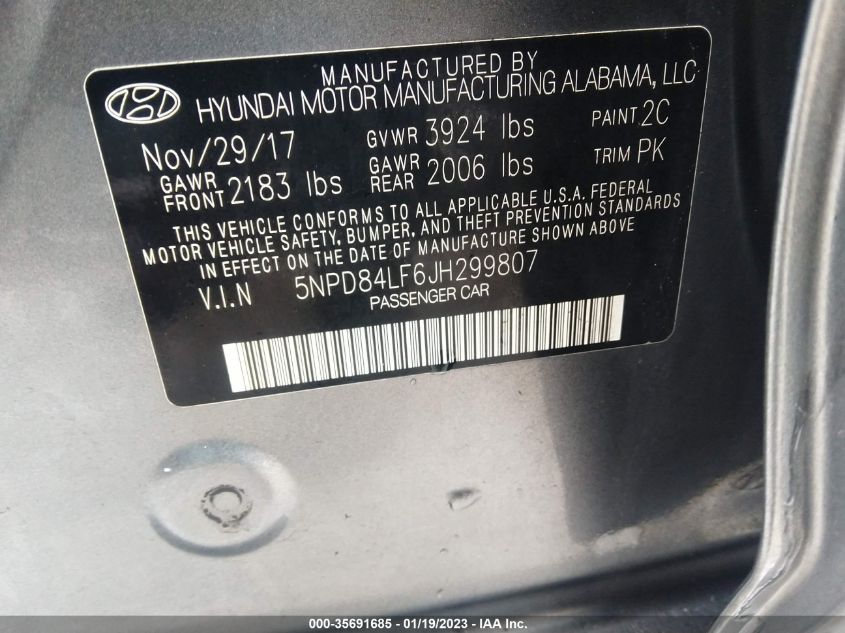 MANUFACTURED BY
HYUNDAI MOTOR MANUFACTURING ALABAMA, LLC
Nov/29/17 GVWR 3924 lbs PAINT 2C
GAWR FRONT 2183 lbs GAWR REAR 2006 lbs TRIM PK
THIS VEHICLE CONFORMS TO ALL APPLICABLE U.S.A. FEDERAL
MOTOR VEHICLE SAFETY, BUMPER, AND THEFT PREVENTION STANDARDS
IN EFFECT ON THE DATE OF MANUFACTURE SHOWN ABOVE
V.I.N 5NPD84LF6JH299807
PASSENGER CAR
000-35691685 - 01/19/2023 - IAA Inc.